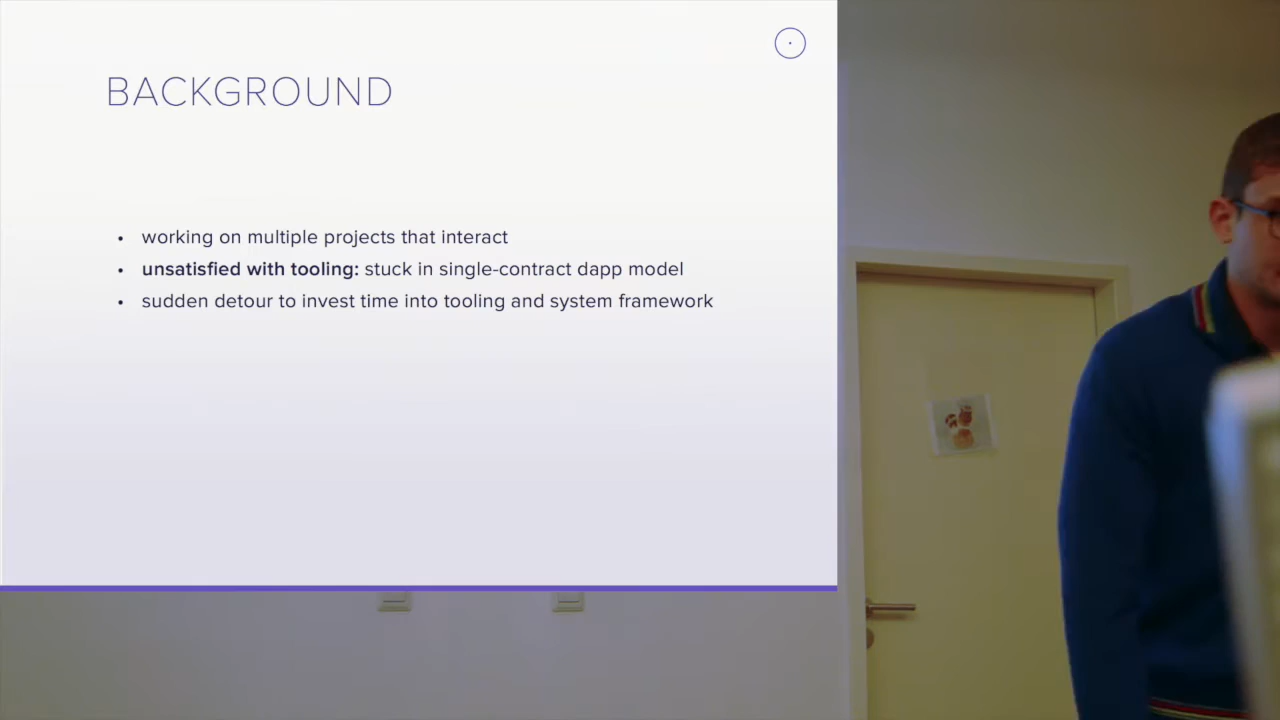 BACKGROUND
• working on multiple projects that interact
• unsatisfied with tooling: stuck in single-contract dapp model
• sudden detour to invest time into tooling and system framework